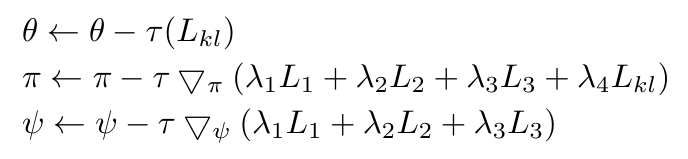 θ ← θ − τ(L_{kl})
π ← π − τ ▽_π (λ_1L_1 + λ_2L_2 + λ_3L_3 + λ_4L_{kl})
ψ ← ψ − τ ▽_ψ (λ_1L_1 + λ_2L_2 + λ_3L_3)